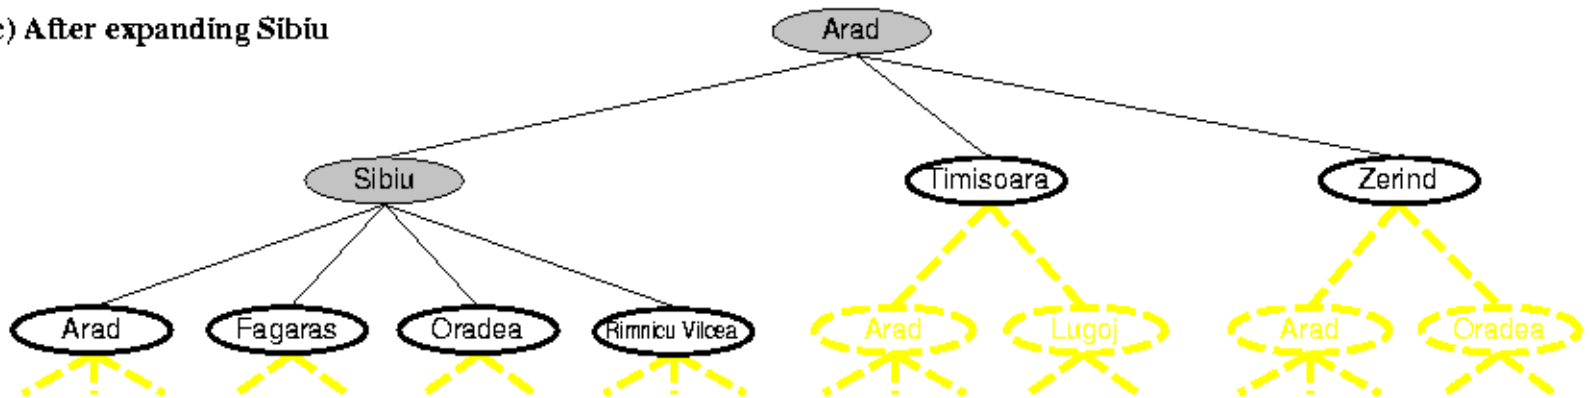 c) After expanding Sibiu
Arad
Sibiu
Timisoara
Zerind
Arad
Fagaras
Oradea
Rimnicu Vilcea
Arad
Lugoj
Arad
Oradea